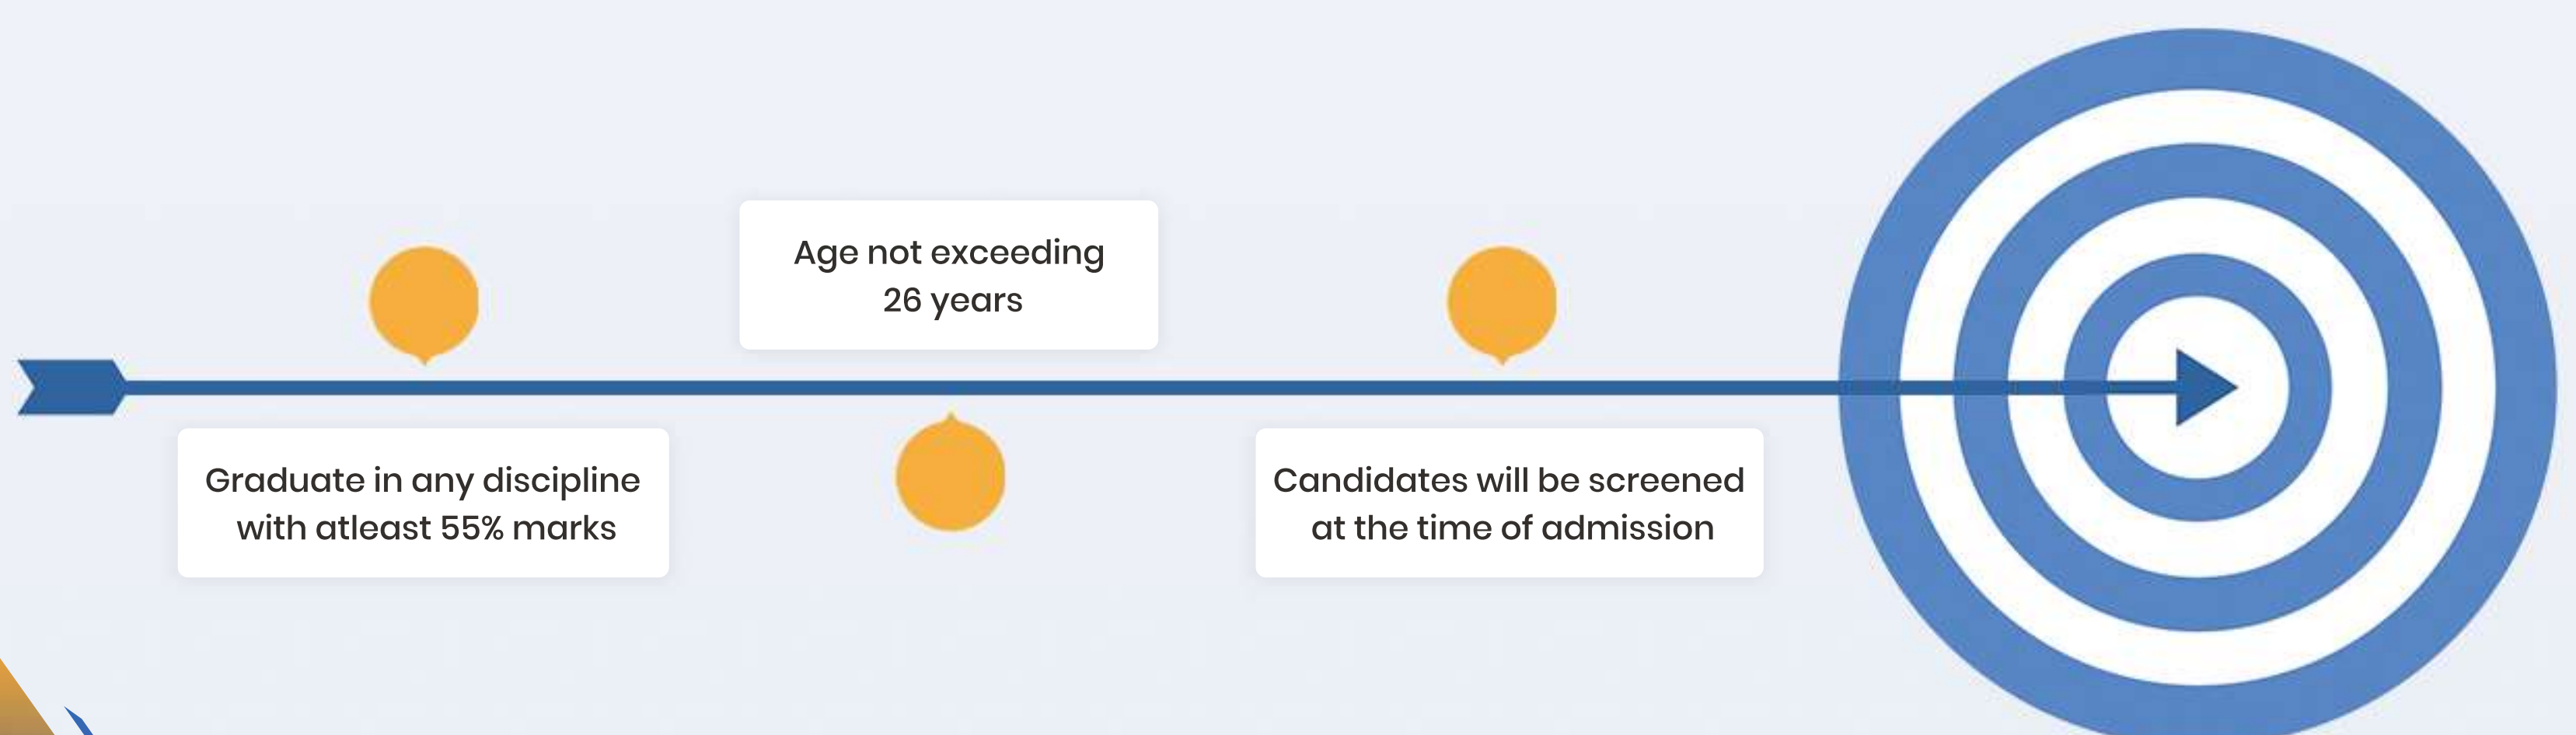 Graduate in any discipline
with atleast 55% marks
Age not exceeding
26 years
Candidates will be screened
at the time of admission